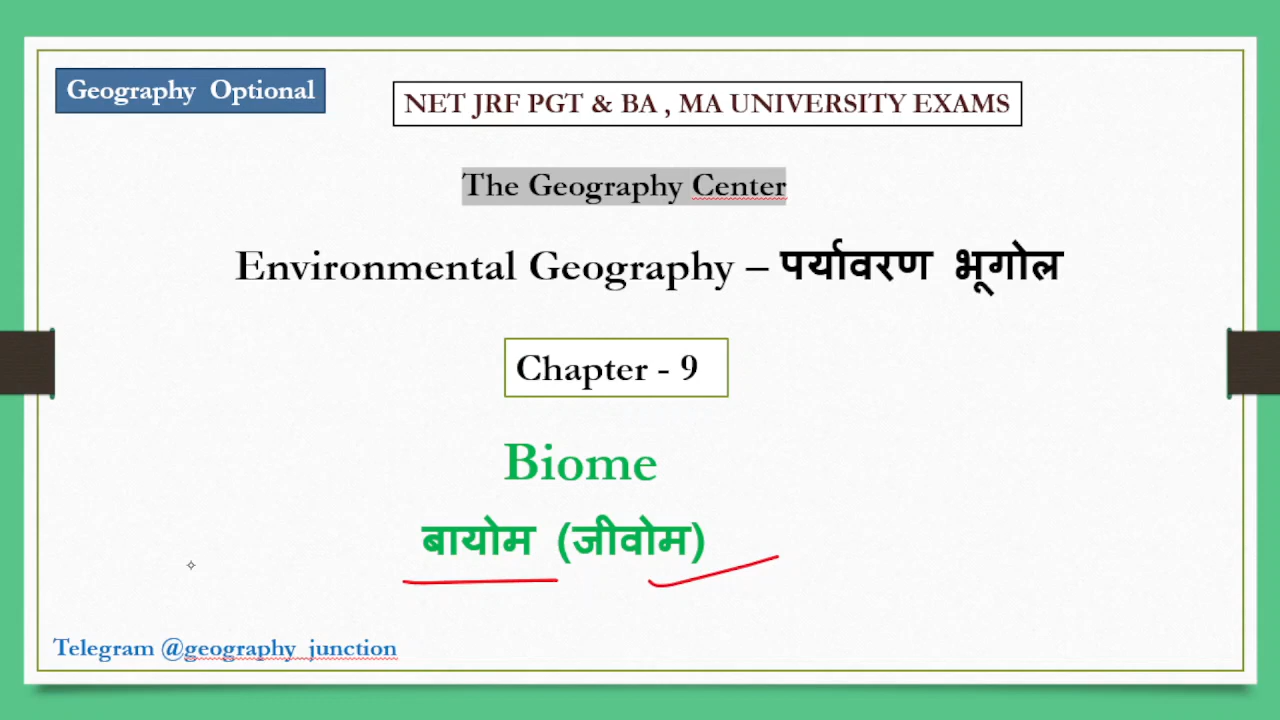 Geography Optional
NET JRF PGT & BA , MA UNIVERSITY EXAMS
The Geography Center
Environmental Geography – पर्यावरण भूगोल
Chapter - 9
Biome
बायोम (जीवोम)
Telegram @geography_junction